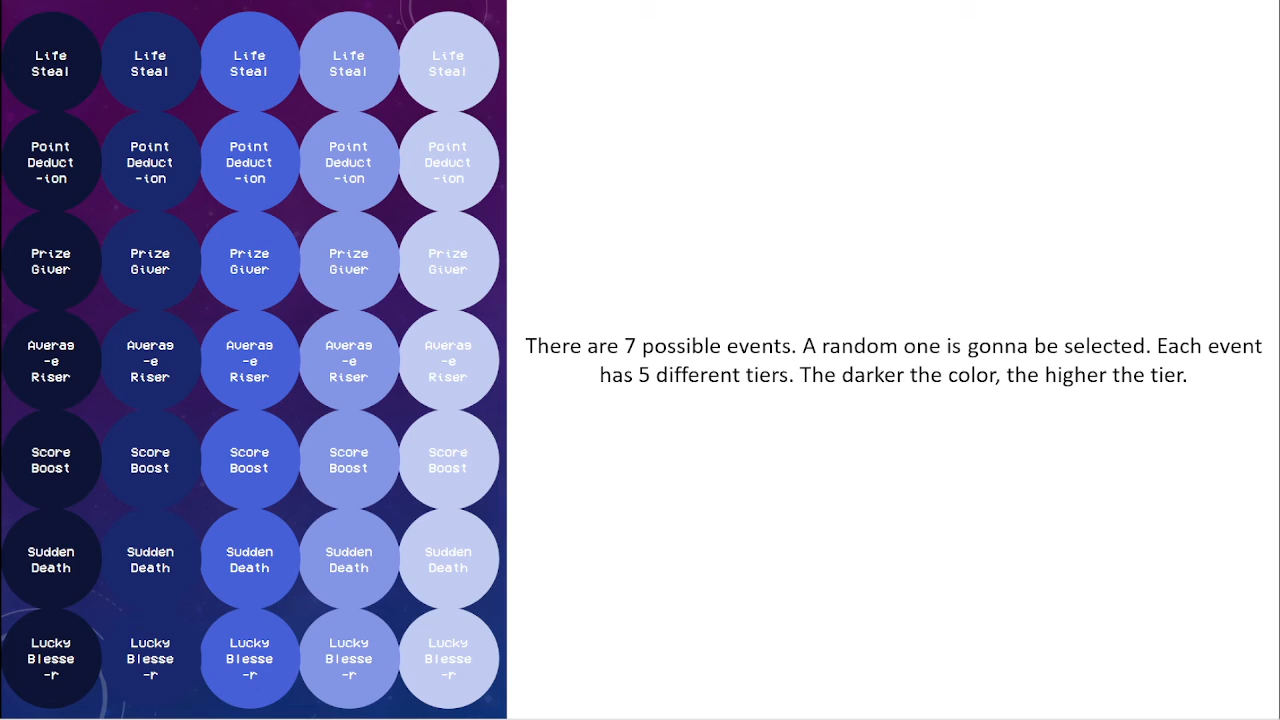 Life Life Life Life Life
Steal Steal Steal Steal Steal
Point Point Point Point Point
Deduct Deduct Deduct Deduct Deduct
-ion -ion -ion -ion -ion
Prize Prize Prize Prize Prize
Giver Giver Giver Giver Giver
Averag Averag Averag Averag Averag
-e -e -e -e -e
Riser Riser Riser Riser Riser
Score Score Score Score Score
Boost Boost Boost Boost Boost
Sudden Sudden Sudden Sudden Sudden
Death Death Death Death Death
Lucky Lucky Lucky Lucky Lucky
Blesse Blesse Blesse Blesse Blesse
-r -r -r -r -r
There are 7 possible events. A random one is gonna be selected. Each event
has 5 different tiers. The darker the color, the higher the tier.